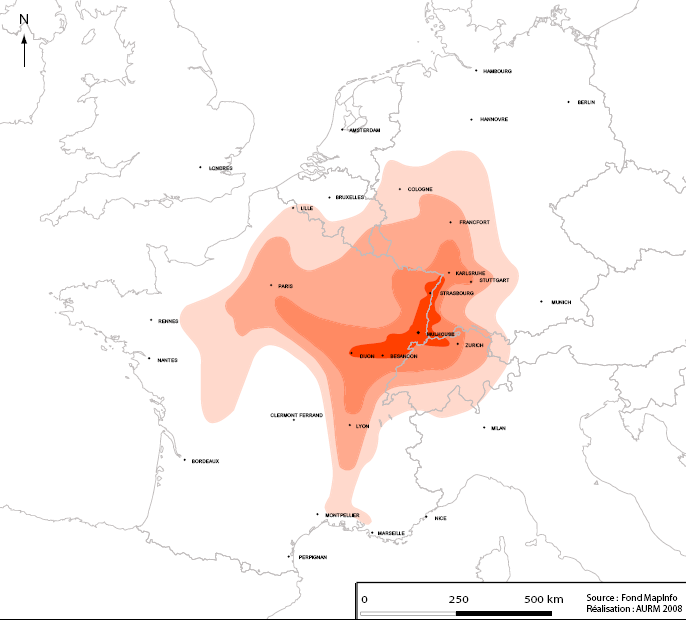 N
HAMBOURG
BERLIN
HANNOVRE
AMSTERDAM
LONDRES
COLOGNE
BRUXELLES
LILLE
FRANCFORT
KARLSRUHE
STUTTGART
PARIS
STRASBOURG
MUNICH
RENNES
MULHOUSE
ZURICH
NANTES
DIJON
BESANCON
CLERMONT FERRAND
LYON
MILAN
BORDEAUX
MONTPELLIER
NICE
MARSEILLE
PERPIGNAN
0 250 500 km
Source : Fond MapInfo
Réalisation : AURM 2008